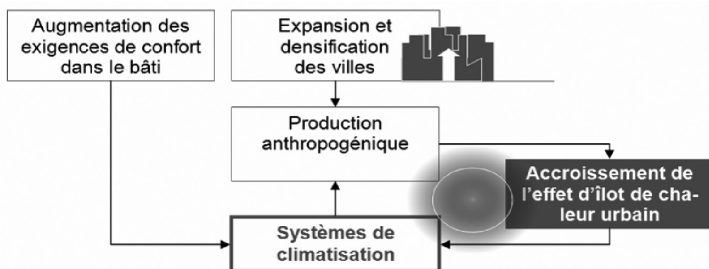 Augmentation des
exigences de confort
dans le bâti
Expansion et
densification
des villes
Production
anthropogénique
Accroissement de
l'effet d'îlot de cha-
leur urbain
Systèmes de
climatisation